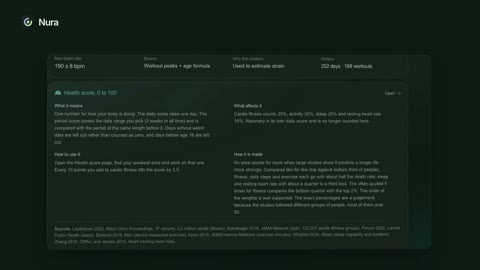 Nura
Max heart rate
190 ± 8 bpm
Source
Workout peaks + age formula
Why this matters
Used to estimate strain
History
252 days · 188 workouts
Health score, 0 to 100
Open
What it means
One number for how your body is doing. The daily score rates one day. The
period score covers the date range you pick (2 weeks to all time) and is
compared with the period of the same length before it. Days without watch
data are left out rather than counted as zero, and days before age 18 are left
out.
What affects it
Cardio fitness counts 35%, activity 30%, sleep 25% and resting heart rate
10%. Recovery is its own daily score and is no longer counted here.
How to use it
Open the Health score page, find your weakest area and work on that one.
Every 10 points you add to cardio fitness lifts the score by 3.5.
How it is made
An area counts for more when large studies show it predicts a longer life
more strongly. Compared like for like (top against bottom third of people),
fitness, daily steps and exercise each go with about half the death rate; sleep
and resting heart rate with about a quarter to a third less. The often-quoted 5
times for fitness compares the bottom quarter with the top 2%. The order of
the weights is well supported. The exact percentages are a judgement,
because the studies followed different groups of people, most of them over
50.